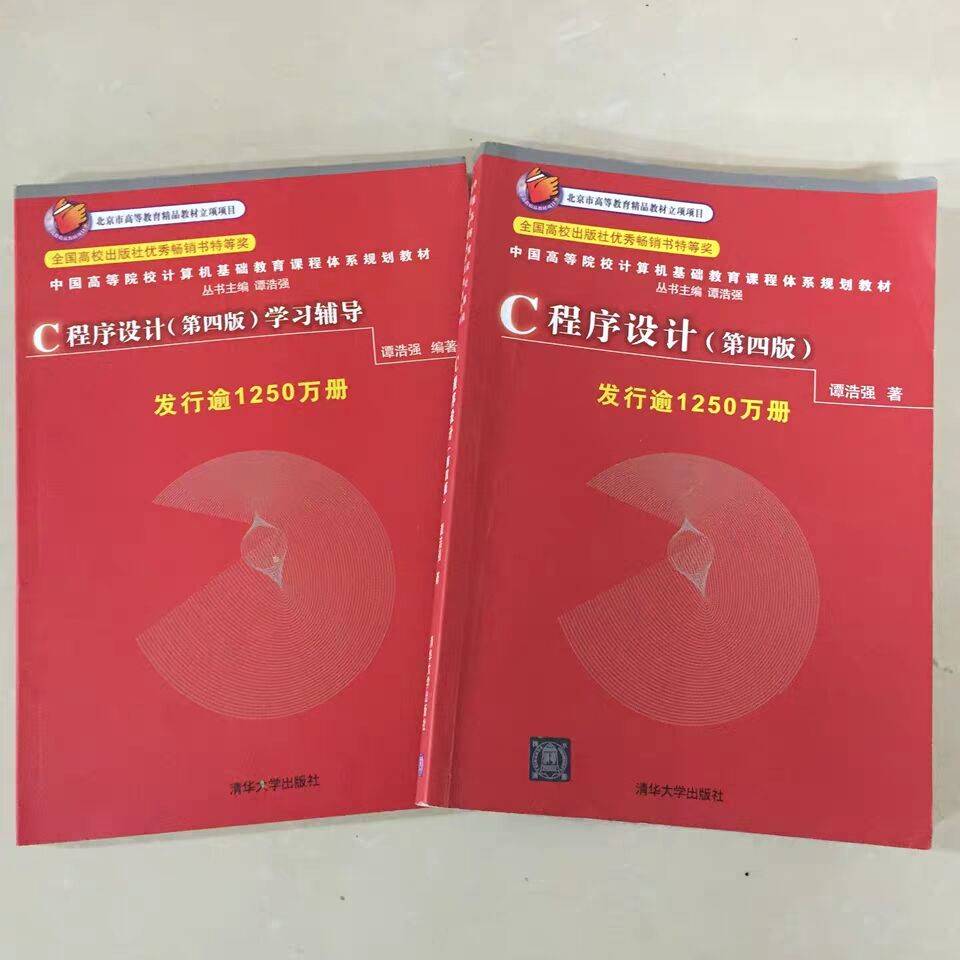 北京市高等教育精品教材立项项目
全国高校出版社优秀畅销书特等奖
中国高等院校计算机基础教育课程体系规划教材
丛书主编 谭浩强
C程序设计(第四版)学习辅导
谭浩强 编著
发行逾1250万册
清华大学出版社
北京市高等教育精品教材立项项目
全国高校出版社优秀畅销书特等奖
中国高等院校计算机基础教育课程体系规划教材
丛书主编 谭浩强
C程序设计(第四版)
谭浩强 著
发行逾1250万册
清华大学出版社
清华大学出版社